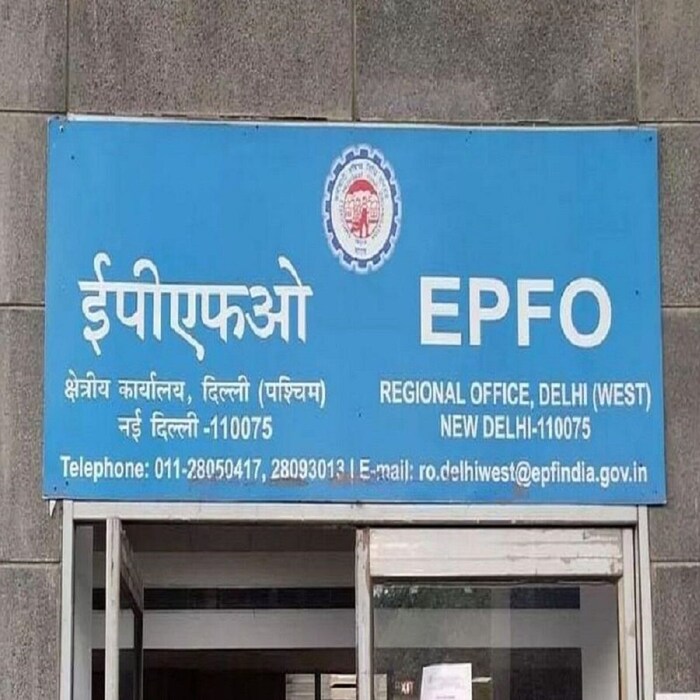 ईपीएफओ
EPFO
क्षेत्रीय कार्यालय, दिल्ली (पश्चिम)
नई दिल्ली -110075
REGIONAL OFFICE, DELHI (WEST)
NEW DELHI-110075
Telephone: 011-28050417, 28093013 | E-mail: ro.delhiwest@epfindia.gov.in